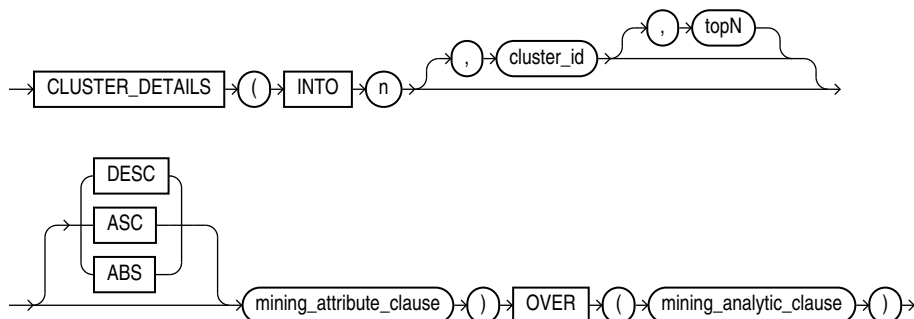 , topN
, cluster_id
CLUSTER_DETAILS ( INTO n
DESC
ASC
ABS
mining_attribute_clause ) OVER ( mining_analytic_clause )